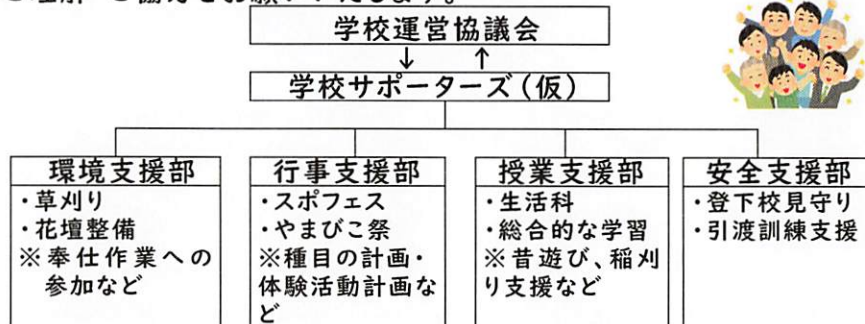 学校運営協議会
↓ ↑
学校サポーターズ(仮)
環境支援部
・草刈り
・花壇整備
※奉仕作業への
参加など
行事支援部
・スポフェス
・やまびこ祭
※種目の計画・
体験活動計画な
ど
授業支援部
・生活科
・総合的な学習
※昔遊び、稲刈
り支援など
安全支援部
・登下校見守り
・引渡訓練支援